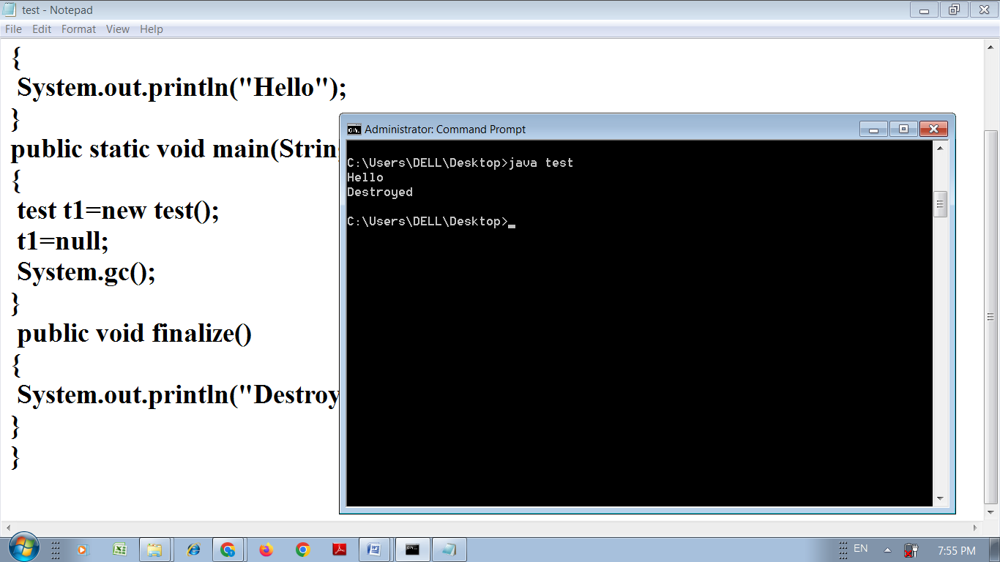 test - Notepad
File Edit Format View Help
{
System.out.println("Hello");
}
public static void main(String
{
test t1=new test();
t1=null;
System.gc();
}
public void finalize()
{
System.out.println("Destroy
}
}
Administrator: Command Prompt
C:\Users\DELL\Desktop>java test
Hello
Destroyed
C:\Users\DELL\Desktop>
EN
7:55 PM